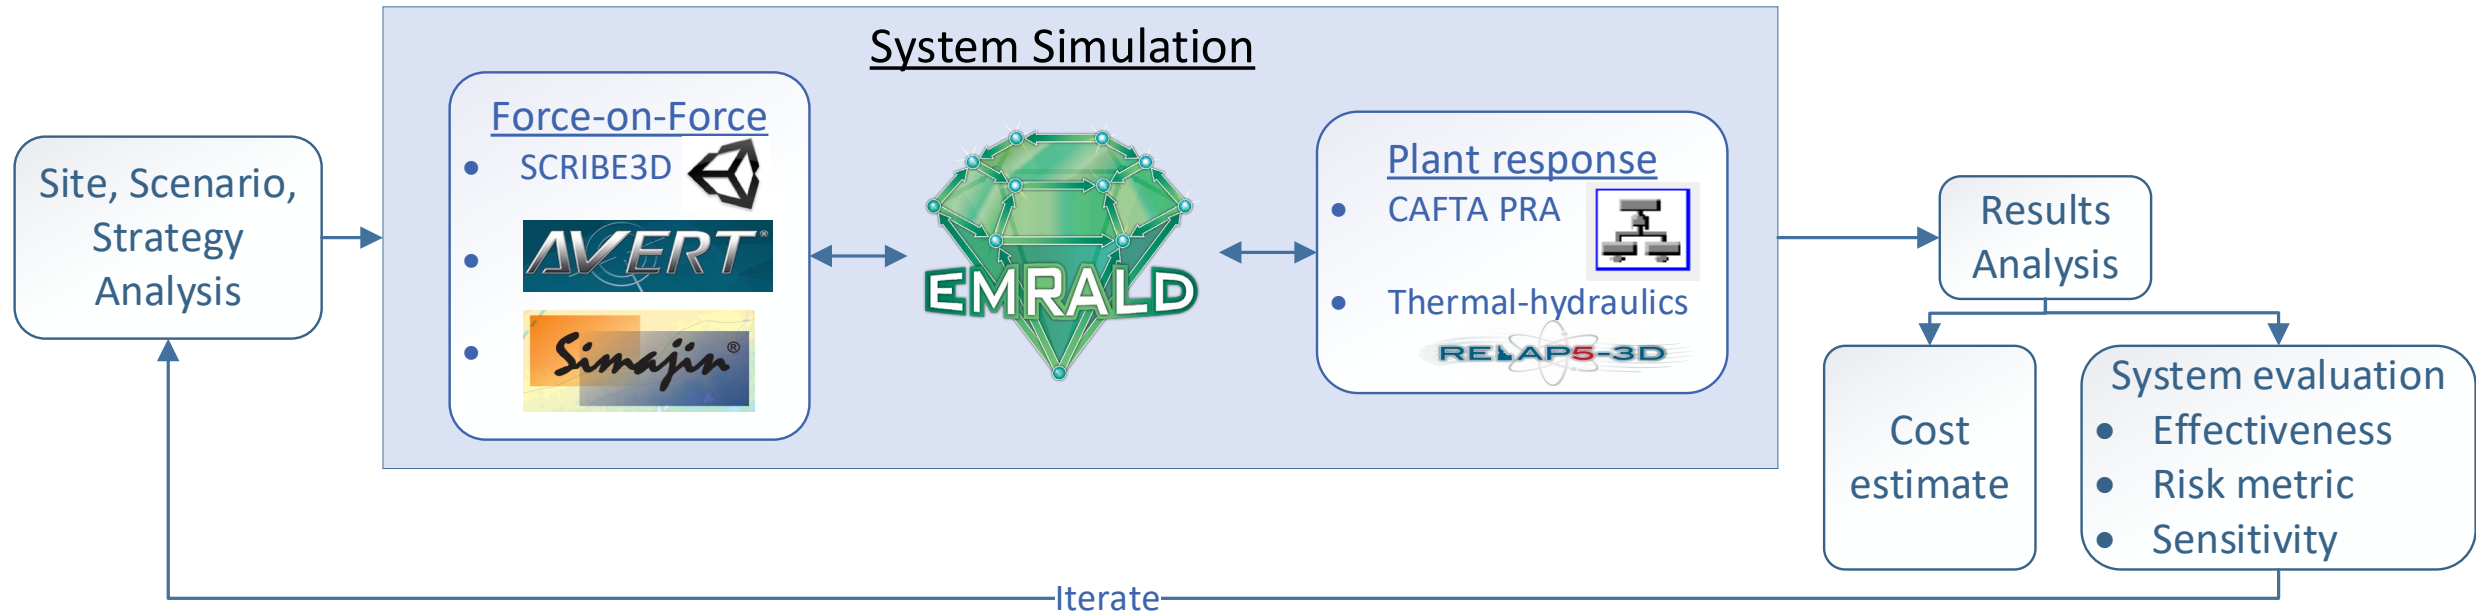 System Simulation
Site, Scenario,
Strategy
Analysis
Force-on-Force
• SCRIBE3D
• AVERT®
• Simajin®
EMRALD
Plant response
• CAFTA PRA
• Thermal-hydraulics
RELAP5-3D
Results
Analysis
Cost
estimate
System evaluation
• Effectiveness
• Risk metric
• Sensitivity
Iterate